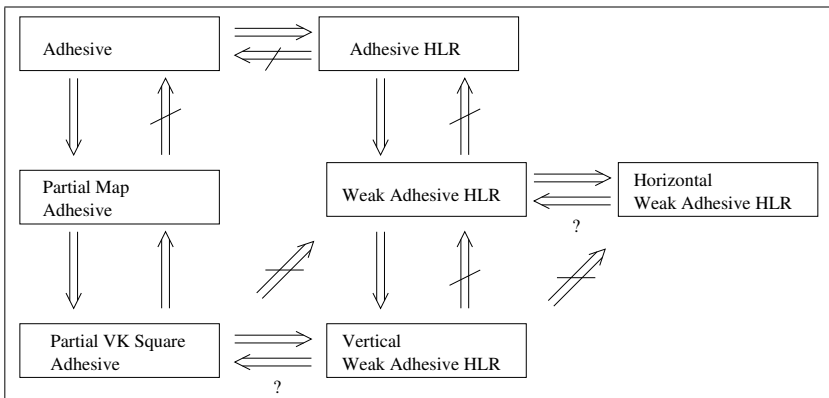 Adhesive
Adhesive HLR
Partial Map
Adhesive
Weak Adhesive HLR
Horizontal
Weak Adhesive HLR
?
Partial VK Square
Adhesive
Vertical
Weak Adhesive HLR
?